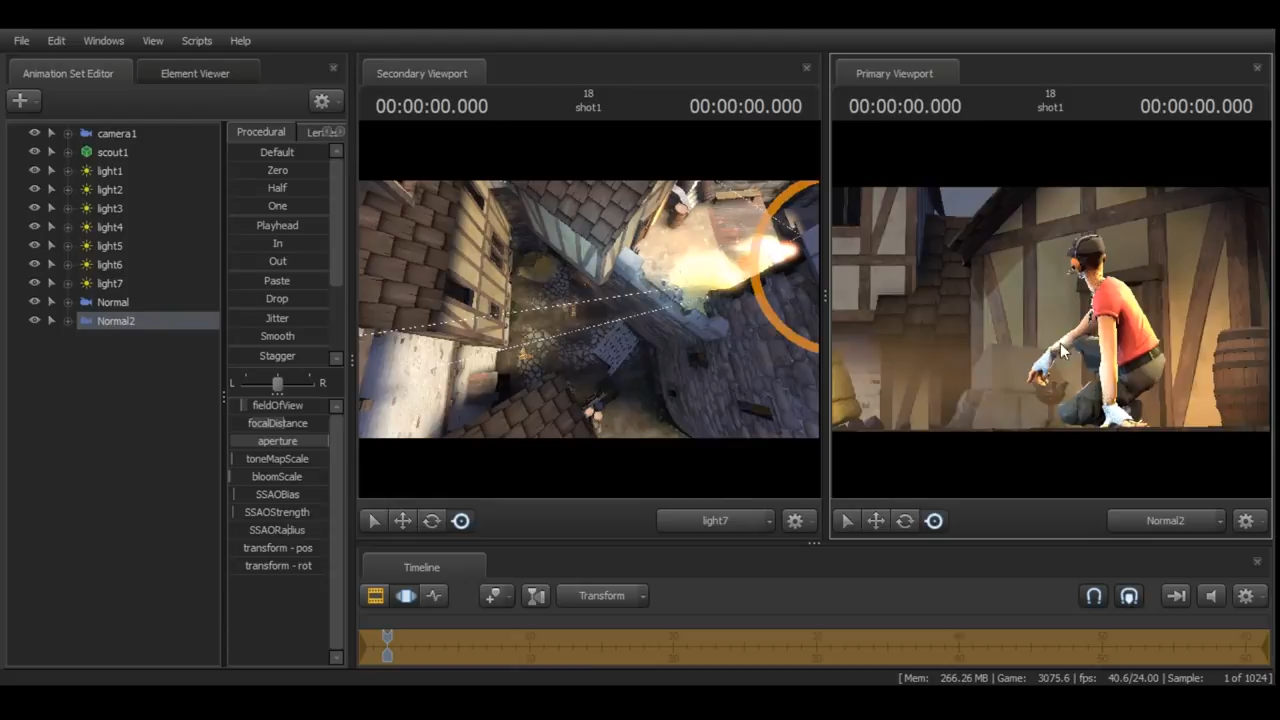 File Edit Windows View Scripts Help
Animation Set Editor Element Viewer
camera1
scout1
light1
light2
light3
light4
light5
light6
light7
Normal
Normal2
Procedural
Default
Zero
Half
One
Playhead
In
Out
Paste
Drop
Jitter
Smooth
Stagger
L R
fieldOfView
focalDistance
aperture
toneMapScale
bloomScale
SSAOBias
SSAOStrength
SSAORadius
transform - pos
transform - rot
Secondary Viewport
18
00:00:00.000 shot1 00:00:00.000
light7
Primary Viewport
18
00:00:00.000 shot1 00:00:00.000
Normal2
Timeline
Transform
[ Mem: 266.26 MB | Game: 3075.6 | fps: 40.6/24.00 | Sample: 1 of 1024 ]